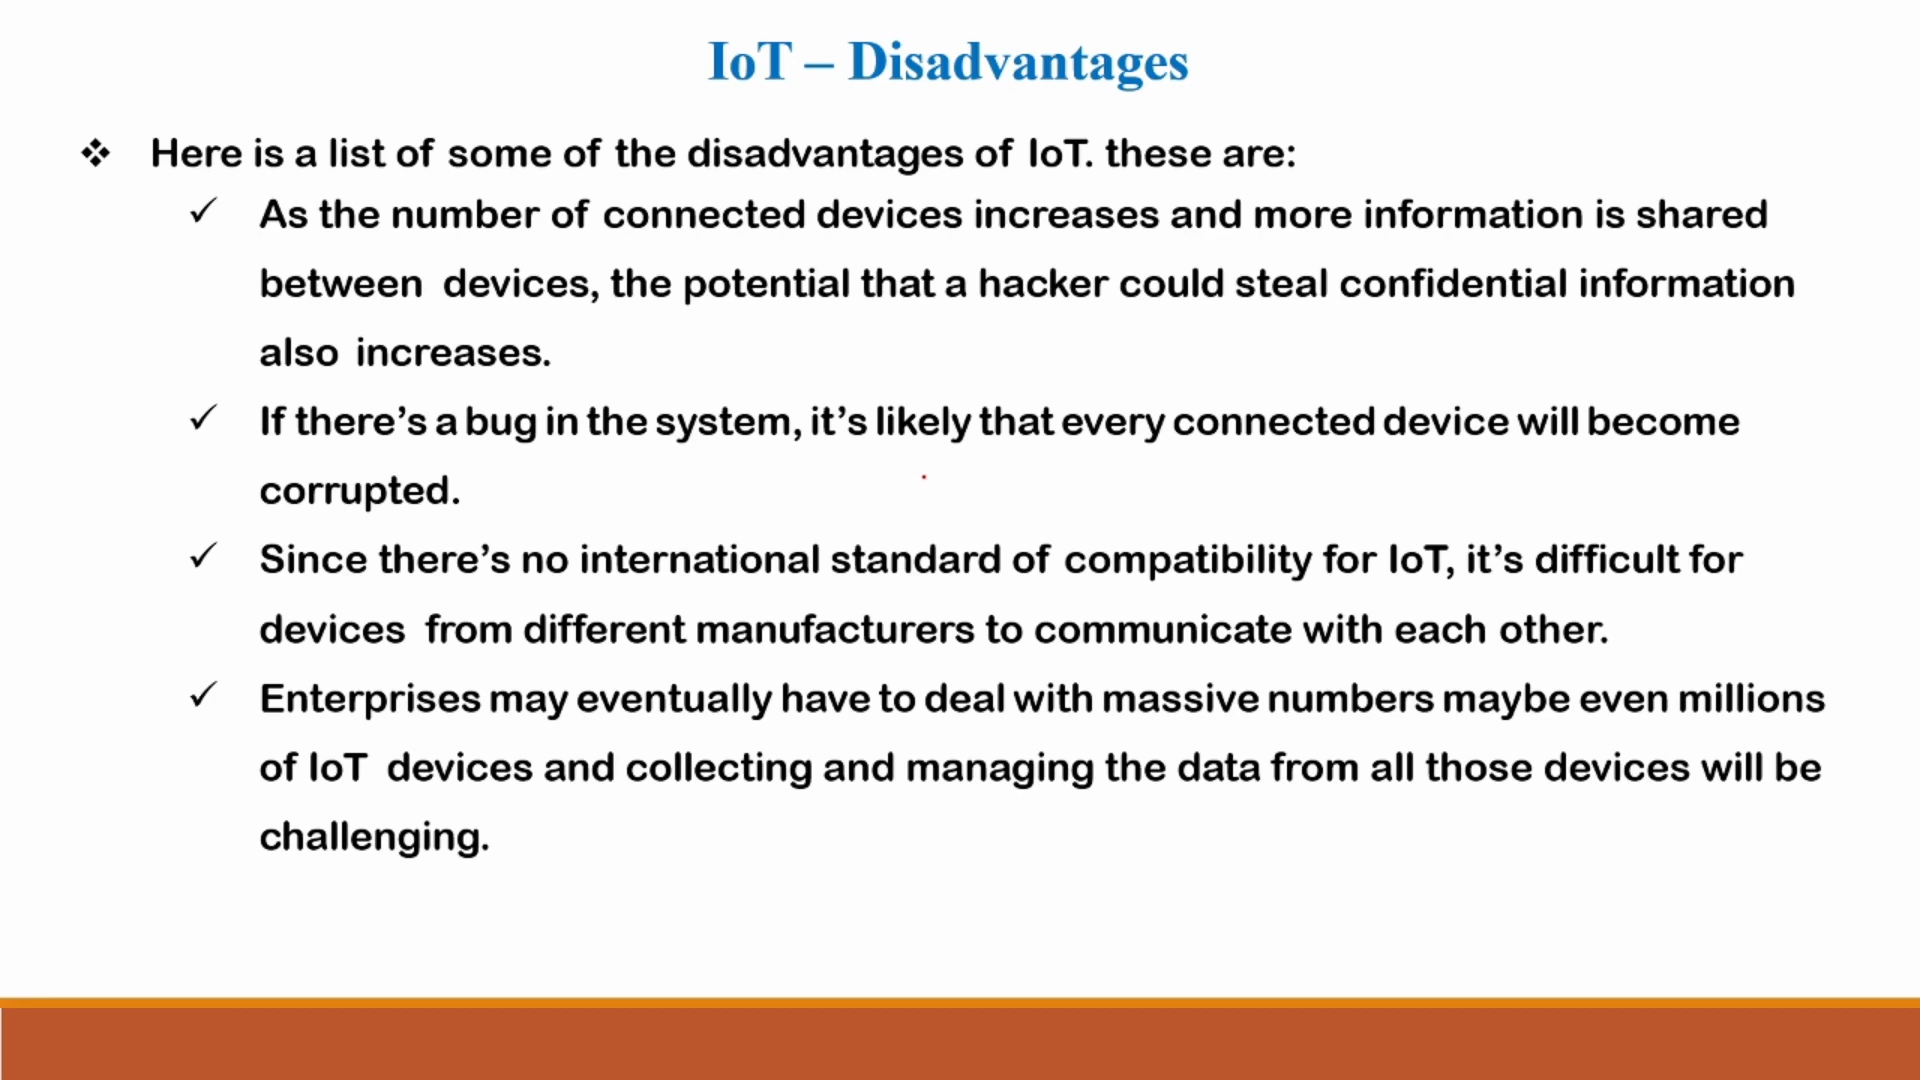 IoT – Disadvantages
❖ Here is a list of some of the disadvantages of IoT. these are:
✓ As the number of connected devices increases and more information is shared
between devices, the potential that a hacker could steal confidential information
also increases.
✓ If there’s a bug in the system, it’s likely that every connected device will become
corrupted.
✓ Since there’s no international standard of compatibility for IoT, it’s difficult for
devices from different manufacturers to communicate with each other.
✓ Enterprises may eventually have to deal with massive numbers maybe even millions
of IoT devices and collecting and managing the data from all those devices will be
challenging.